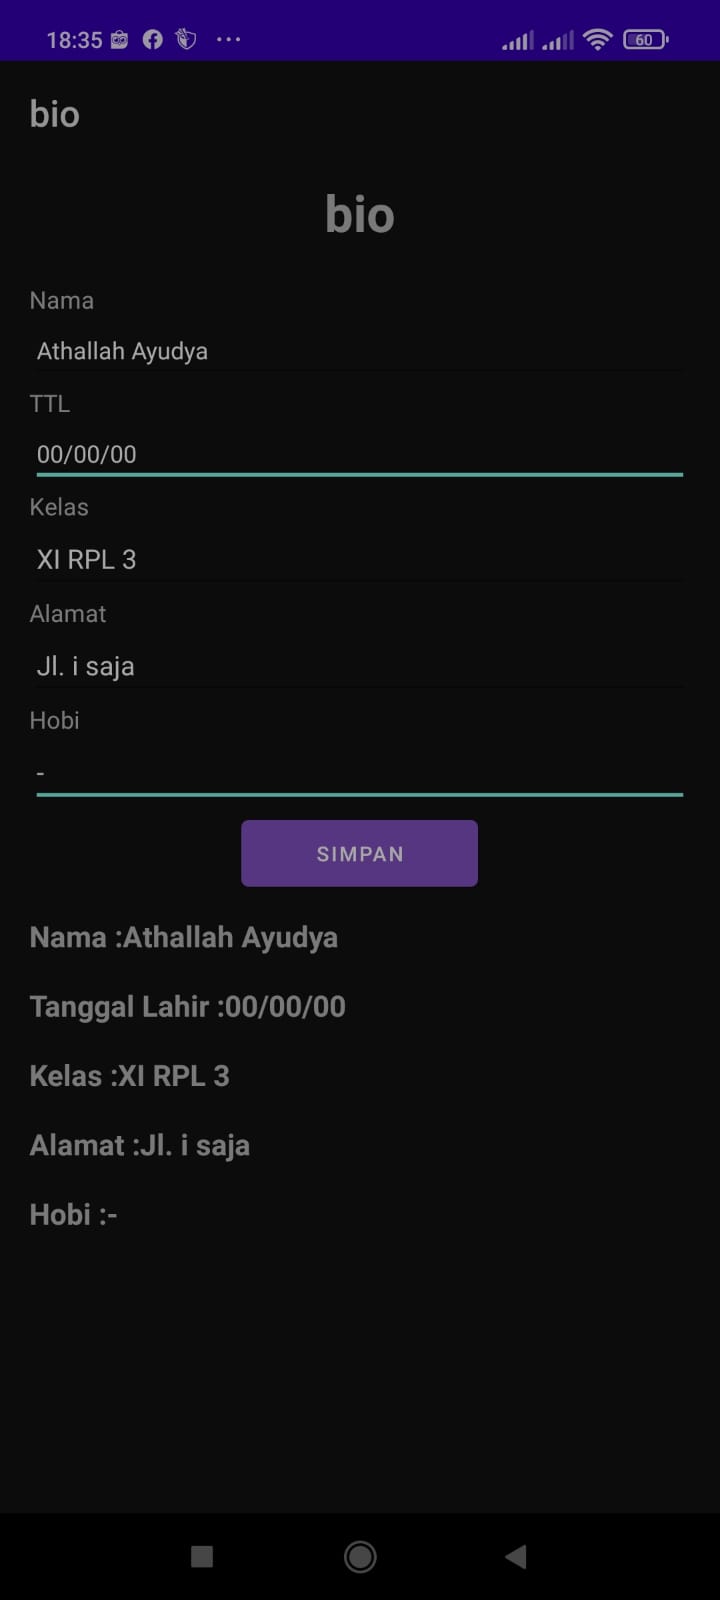 18:35 60
bio
bio
Nama
Athallah Ayudya
TTL
00/00/00
Kelas
XI RPL 3
Alamat
Jl. i saja
Hobi
-
SIMPAN
Nama :Athallah Ayudya
Tanggal Lahir :00/00/00
Kelas :XI RPL 3
Alamat :Jl. i saja
Hobi :-